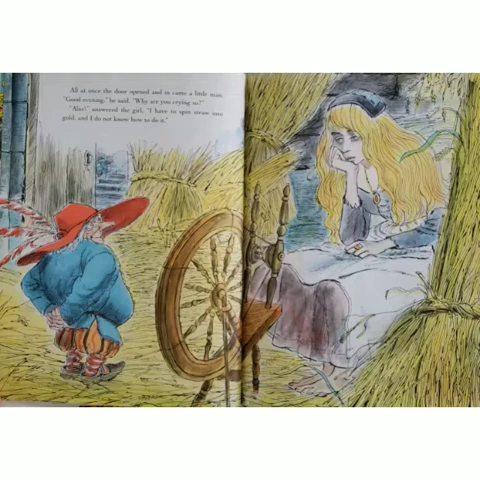 All at once the door opened and in came a little man.
"Good evening," he said. "Why are you crying so?"
"Alas!" answered the girl, "I have to spin straw into
gold, and I do not know how to do it."